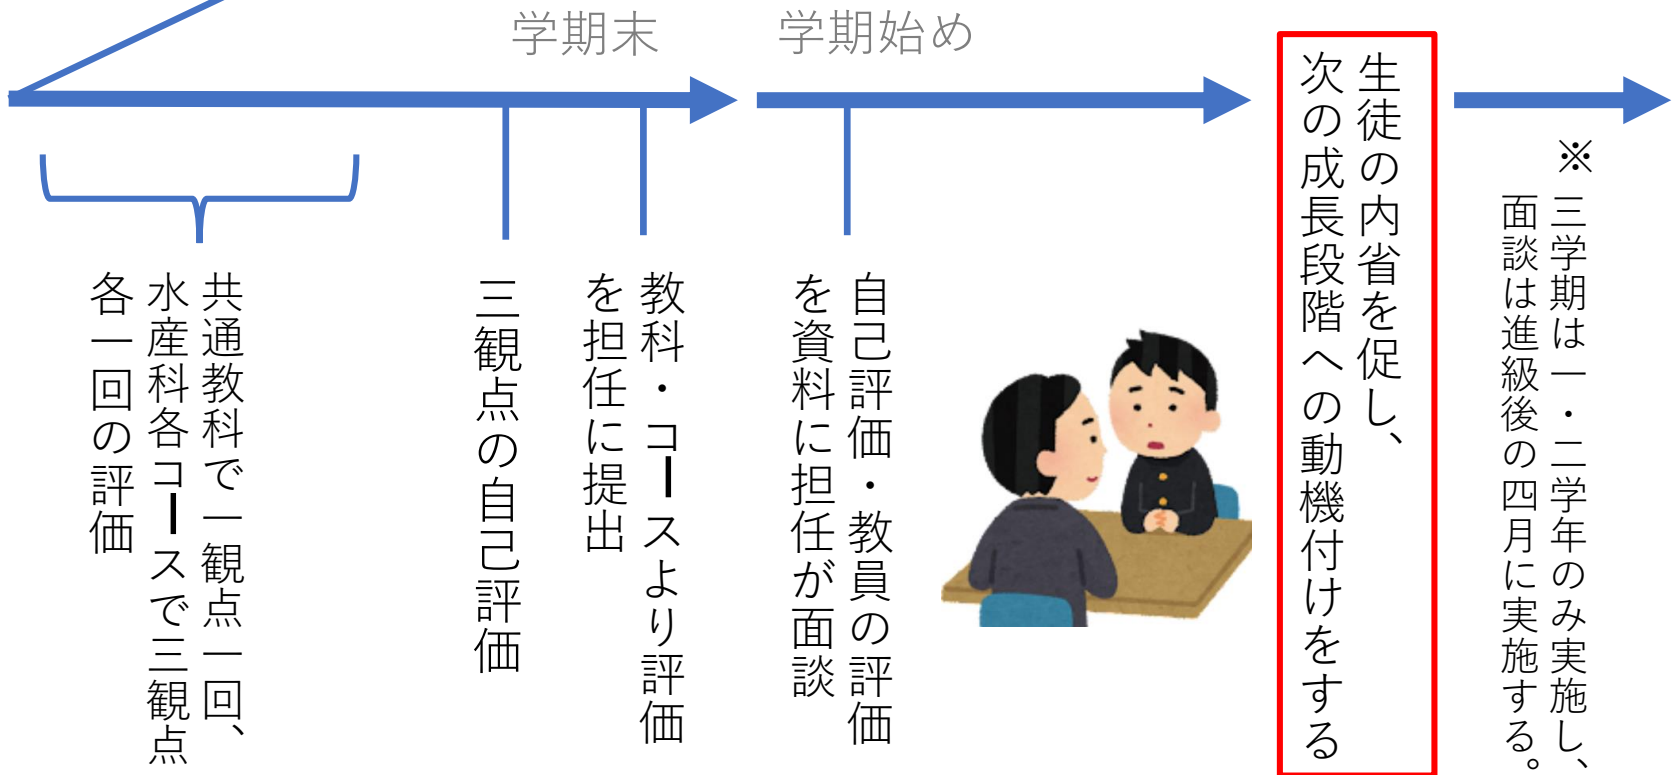 学期末
学期始め
共通教科で一観点一回、
水産科各コースで三観点
各一回の評価
三観点の自己評価
教科・コースより評価
を担任に提出
自己評価・教員の評価
を資料に担任が面談
生徒の内省を促し、
次の成長段階への動機付けをする
※三学期は一・二学年のみ実施し、
面談は進級後の四月に実施する。